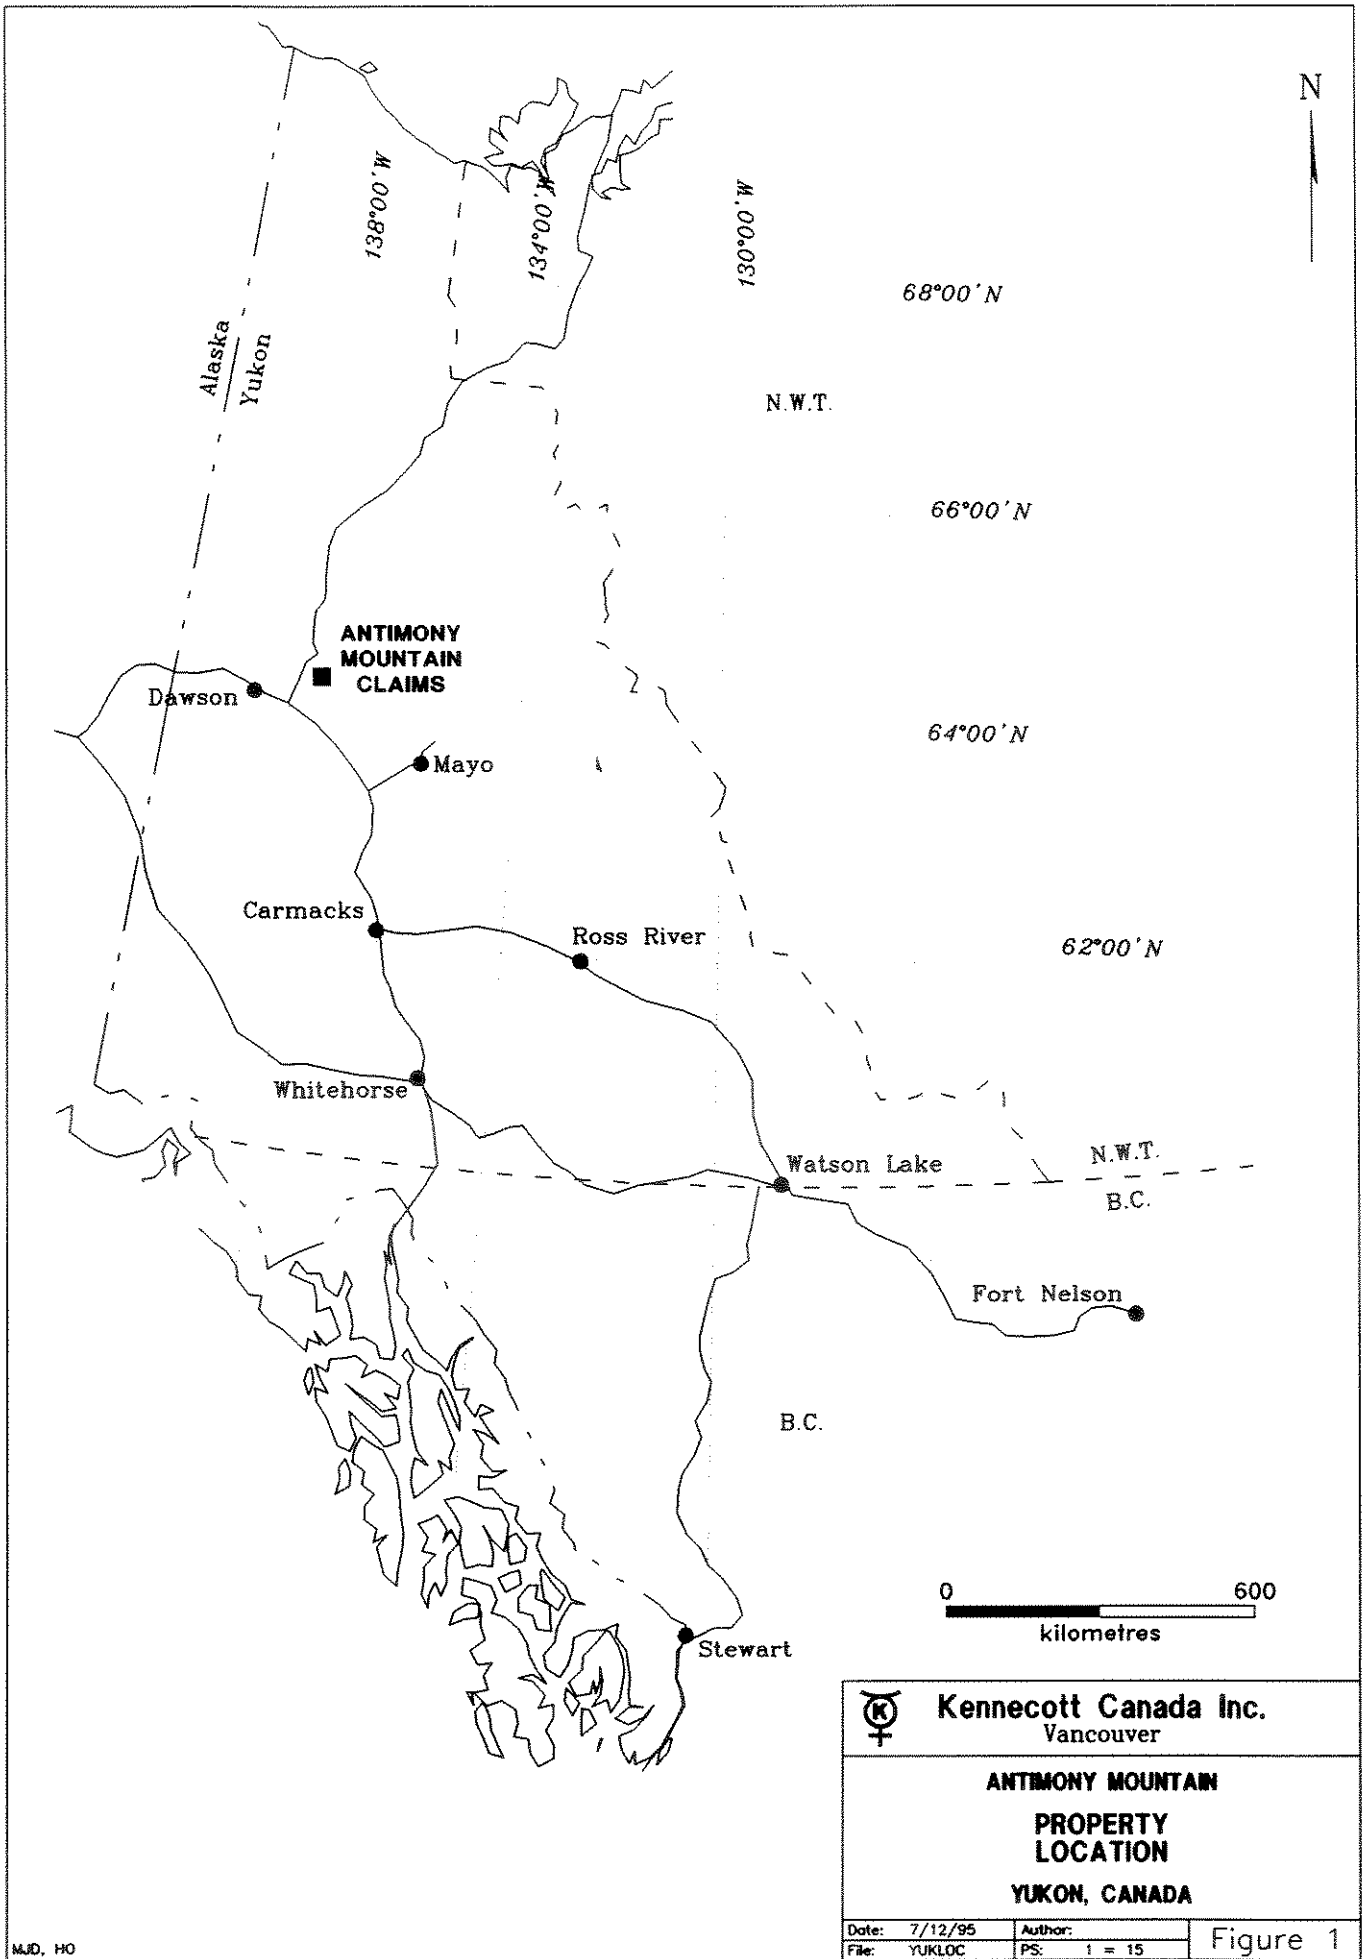 N
138°00'W
134°00'W
130°00'W
68°00'N
Alaska
Yukon
N.W.T.
66°00'N
ANTIMONY
MOUNTAIN
CLAIMS
Dawson
64°00'N
Mayo
Carmacks
Ross River
62°00'N
Whitehorse
Watson Lake
N.W.T.
B.C.
Fort Nelson
B.C.
0 600
kilometres
Stewart
K
Kennecott Canada Inc.
Vancouver
ANTIMONY MOUNTAIN
PROPERTY
LOCATION
YUKON, CANADA
Date: 7/12/95 Author:
File: YUKLOC PS: 1 = 15
Figure 1
MJD, HO